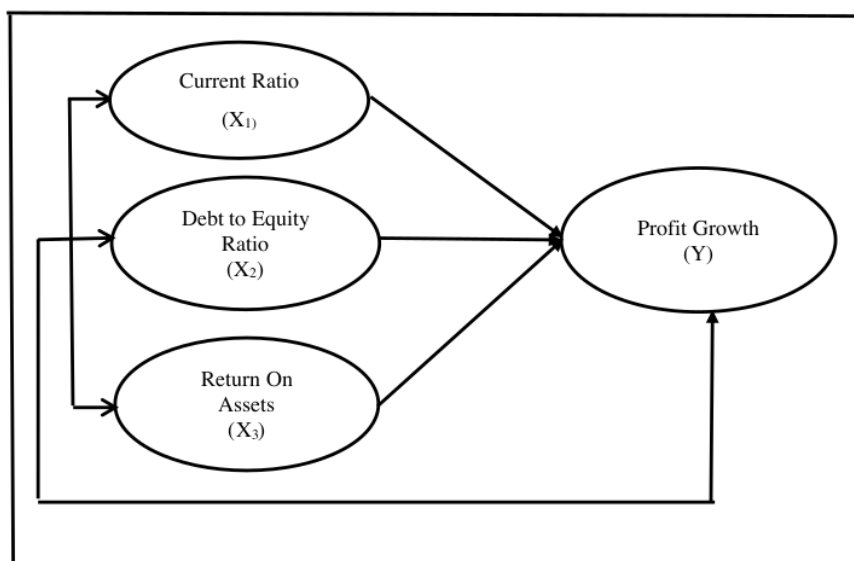 Current Ratio
(X1)
Debt to Equity
Ratio
(X2)
Return On
Assets
(X3)
Profit Growth
(Y)